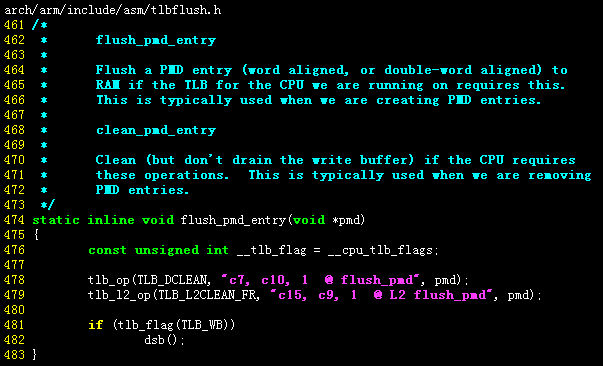 arch/arm/include/asm/tlbflush.h
461 /*
462 *      flush_pmd_entry
463 *
464 *      Flush a PMD entry (word aligned, or double-word aligned) to
465 *      RAM if the TLB for the CPU we are running on requires this.
466 *      This is typically used when we are creating PMD entries.
467 *
468 *      clean_pmd_entry
469 *
470 *      Clean (but don't drain the write buffer) if the CPU requires
471 *      these operations.  This is typically used when we are removing
472 *      PMD entries.
473 */
474 static inline void flush_pmd_entry(void *pmd)
475 {
476         const unsigned int __tlb_flag = __cpu_tlb_flags;
477
478         tlb_op(TLB_DCLEAN, "c7, c10, 1  @ flush_pmd", pmd);
479         tlb_l2_op(TLB_L2CLEAN_FR, "c15, c9, 1  @ L2 flush_pmd", pmd);
480
481         if (tlb_flag(TLB_WB))
482                 dsb();
483 }